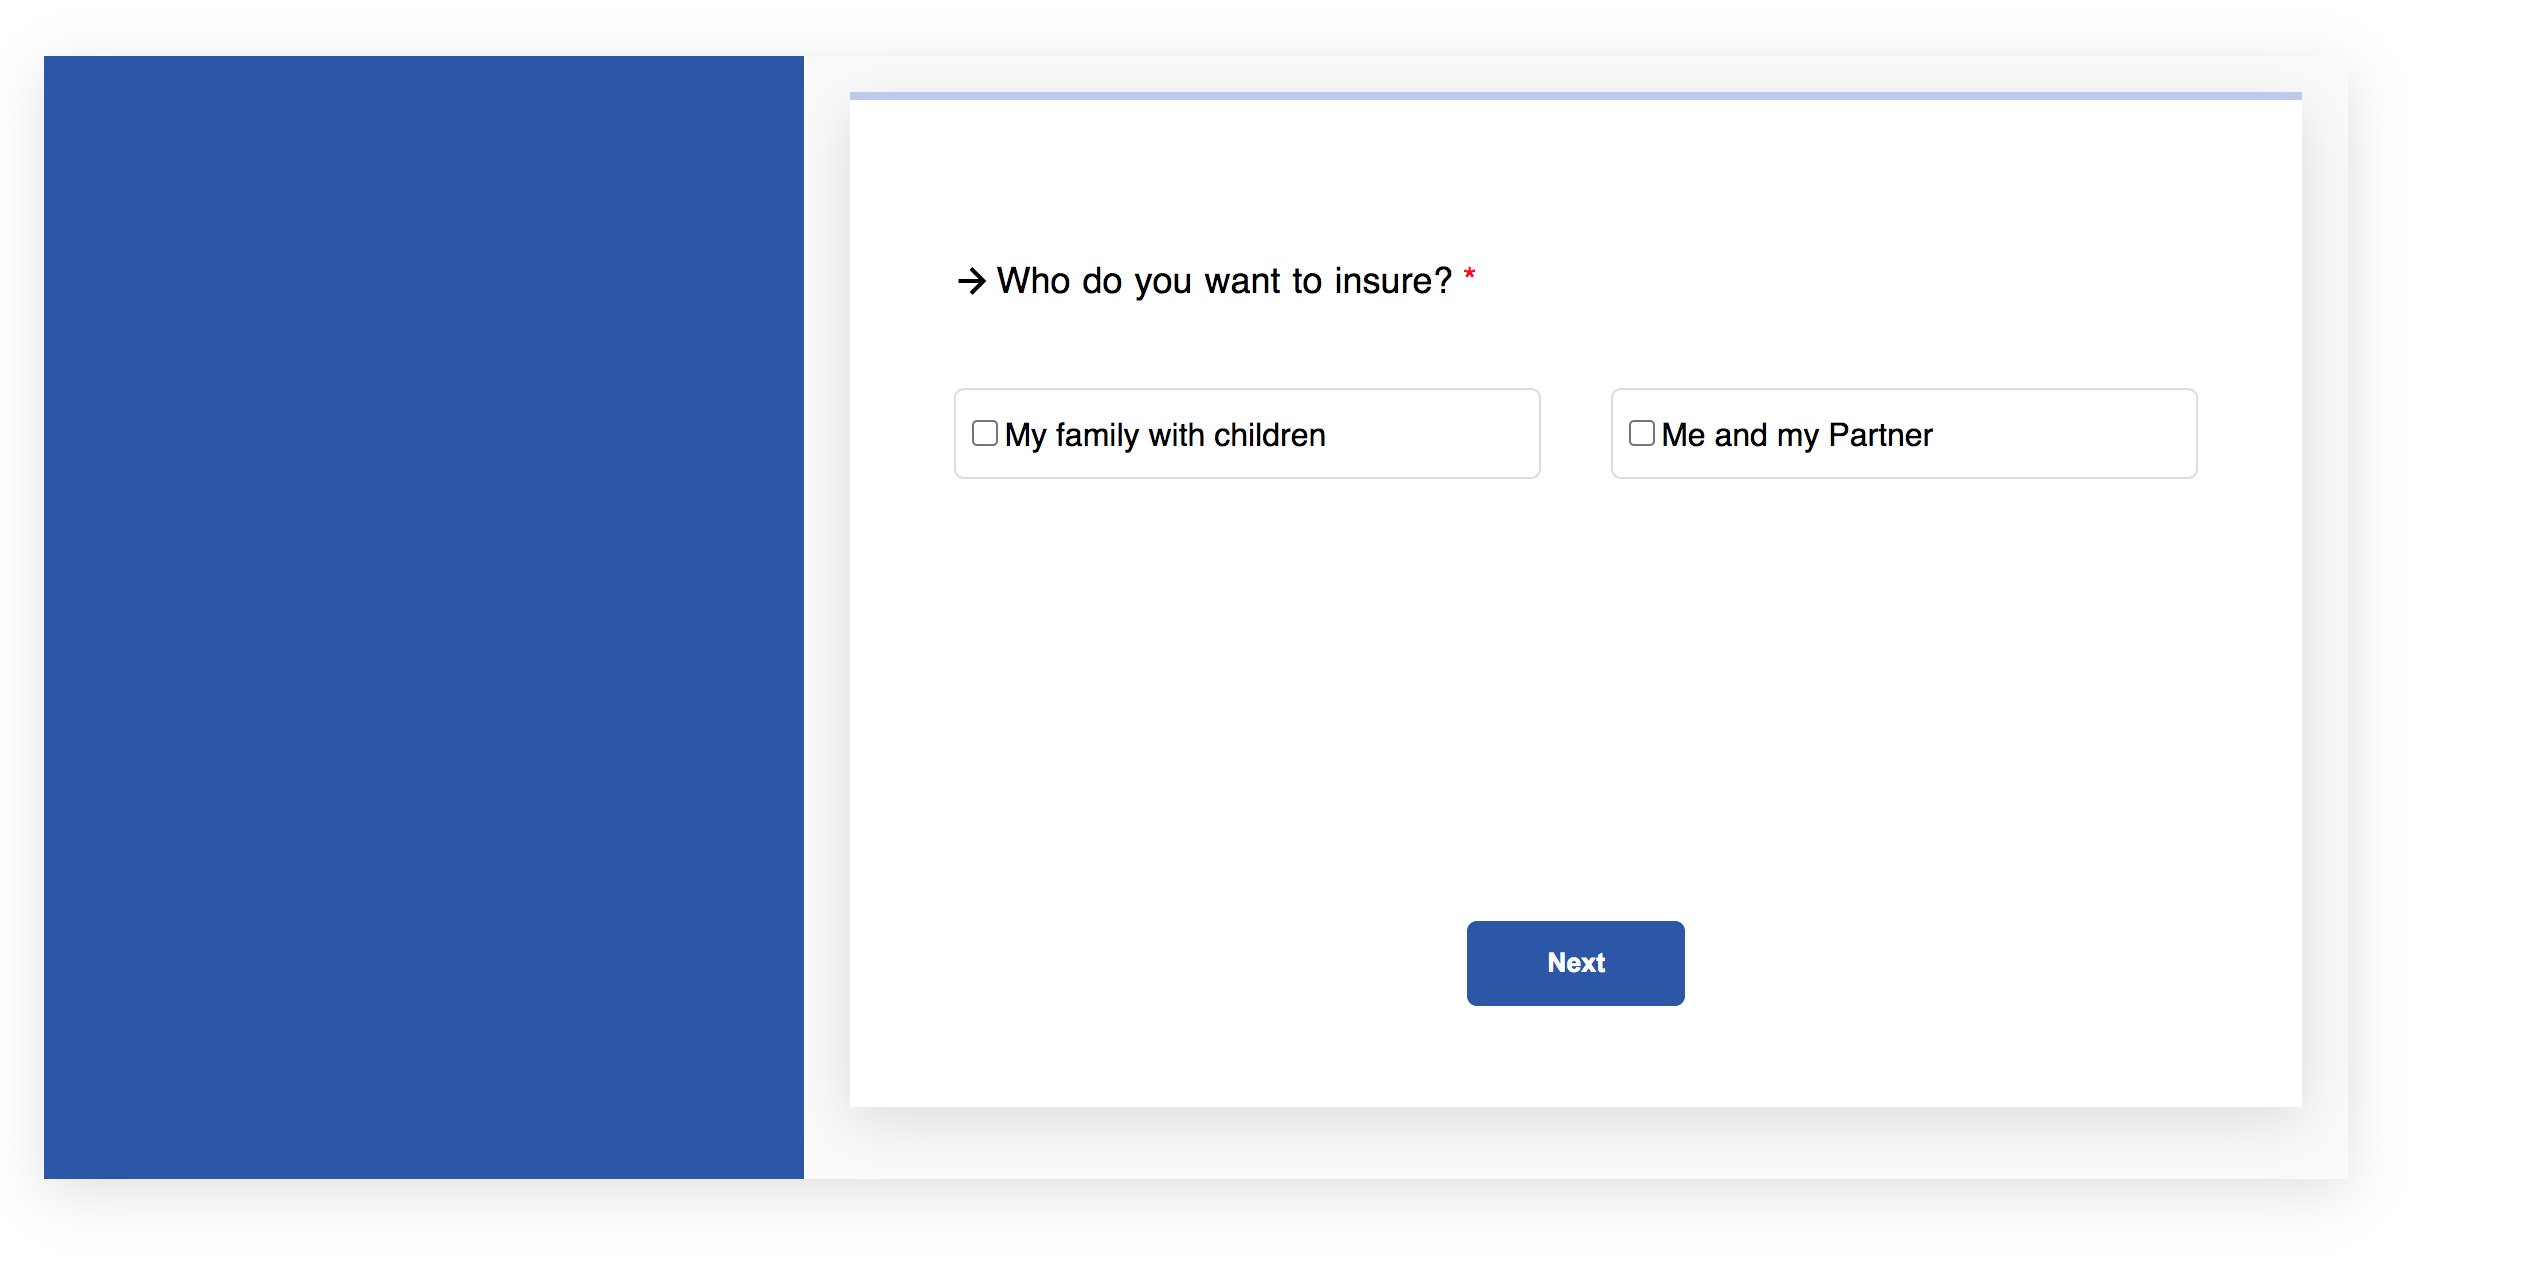 → Who do you want to insure? *
My family with children
Me and my Partner
Next